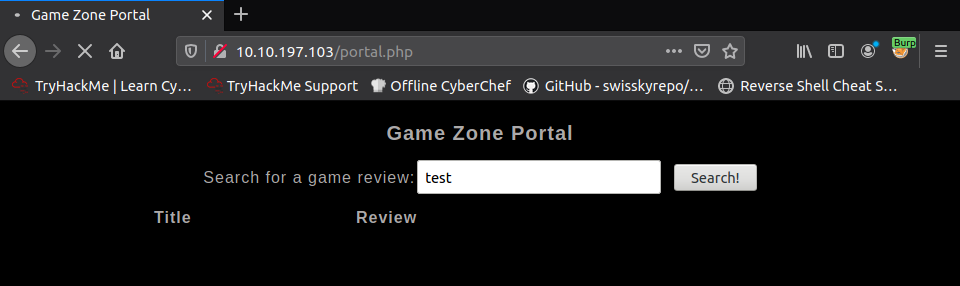 Game Zone Portal
10.10.197.103/portal.php
Burp
TryHackMe | Learn Cy… TryHackMe Support Offline CyberChef GitHub - swisskyrepo/… Reverse Shell Cheat S…
Game Zone Portal
Search for a game review: test Search!
Title Review